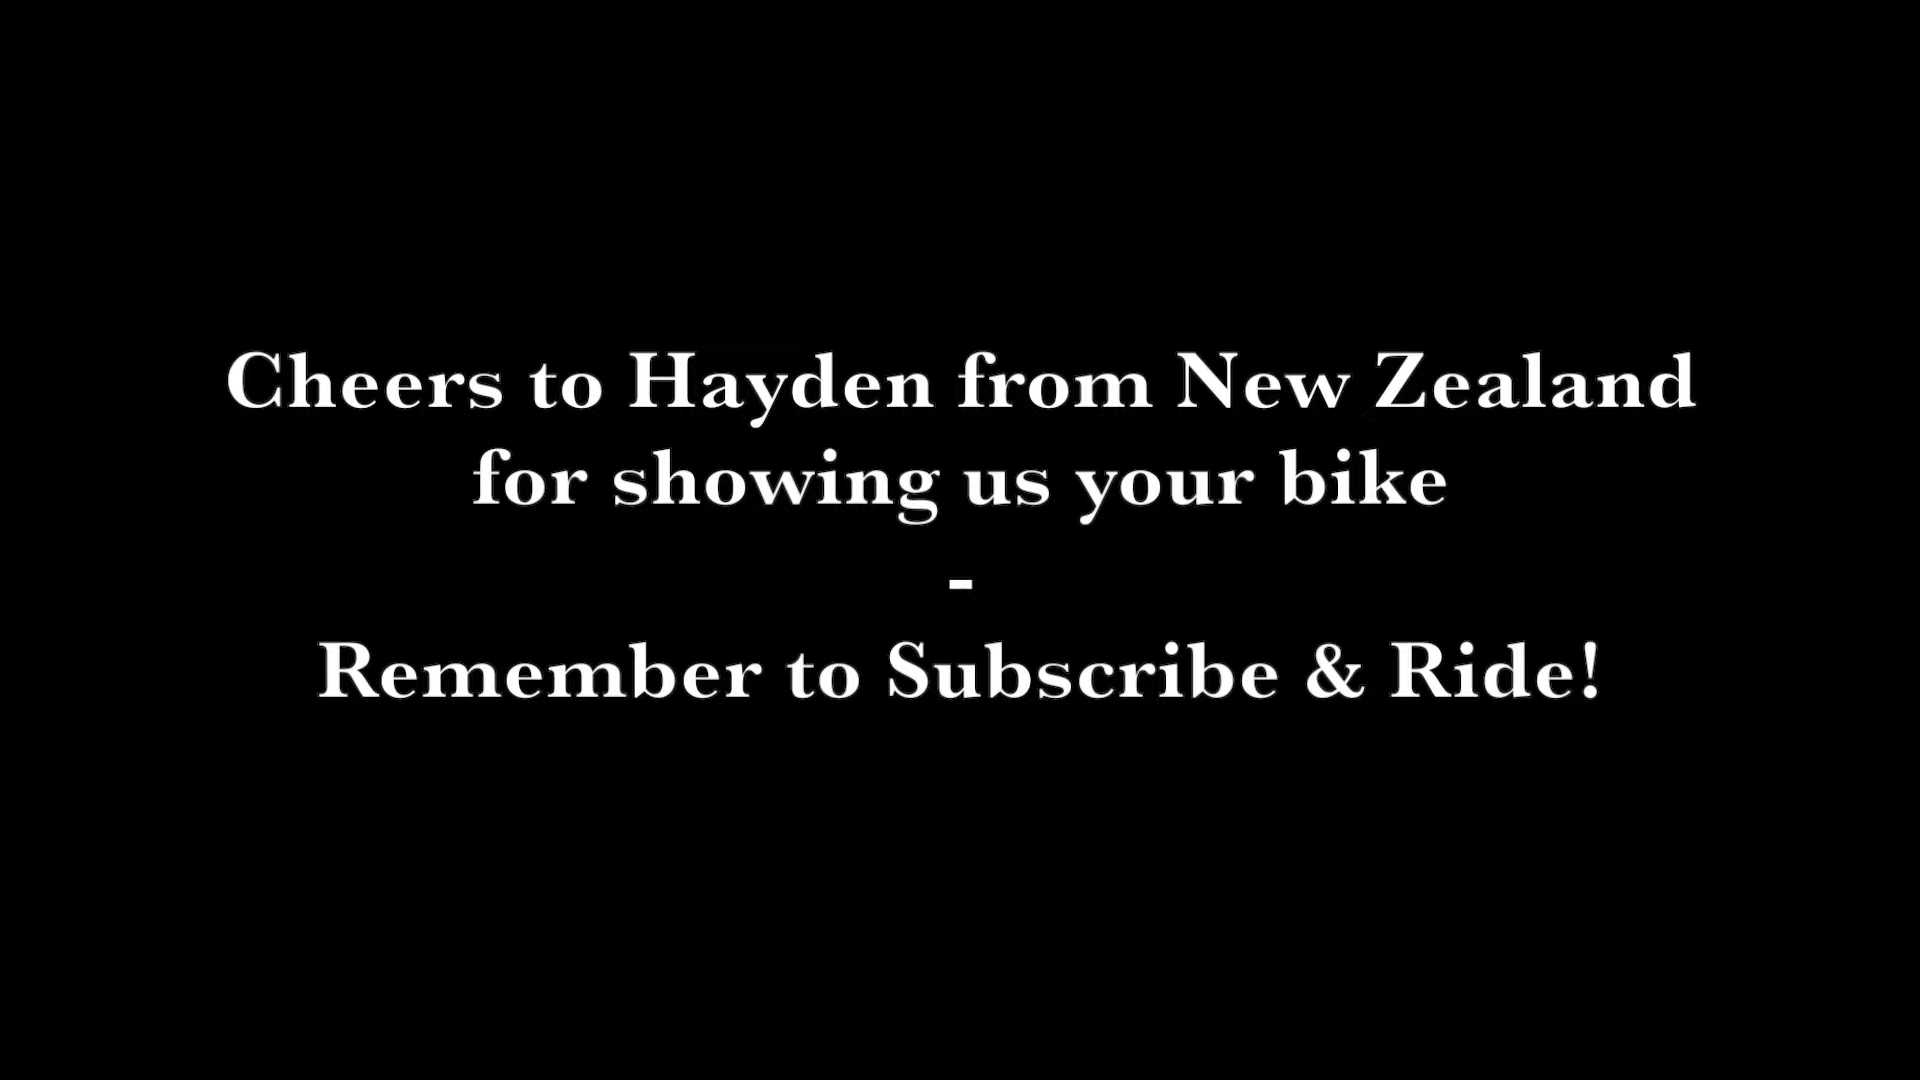 Cheers to Hayden from New Zealand
for showing us your bike
-
Remember to Subscribe & Ride!